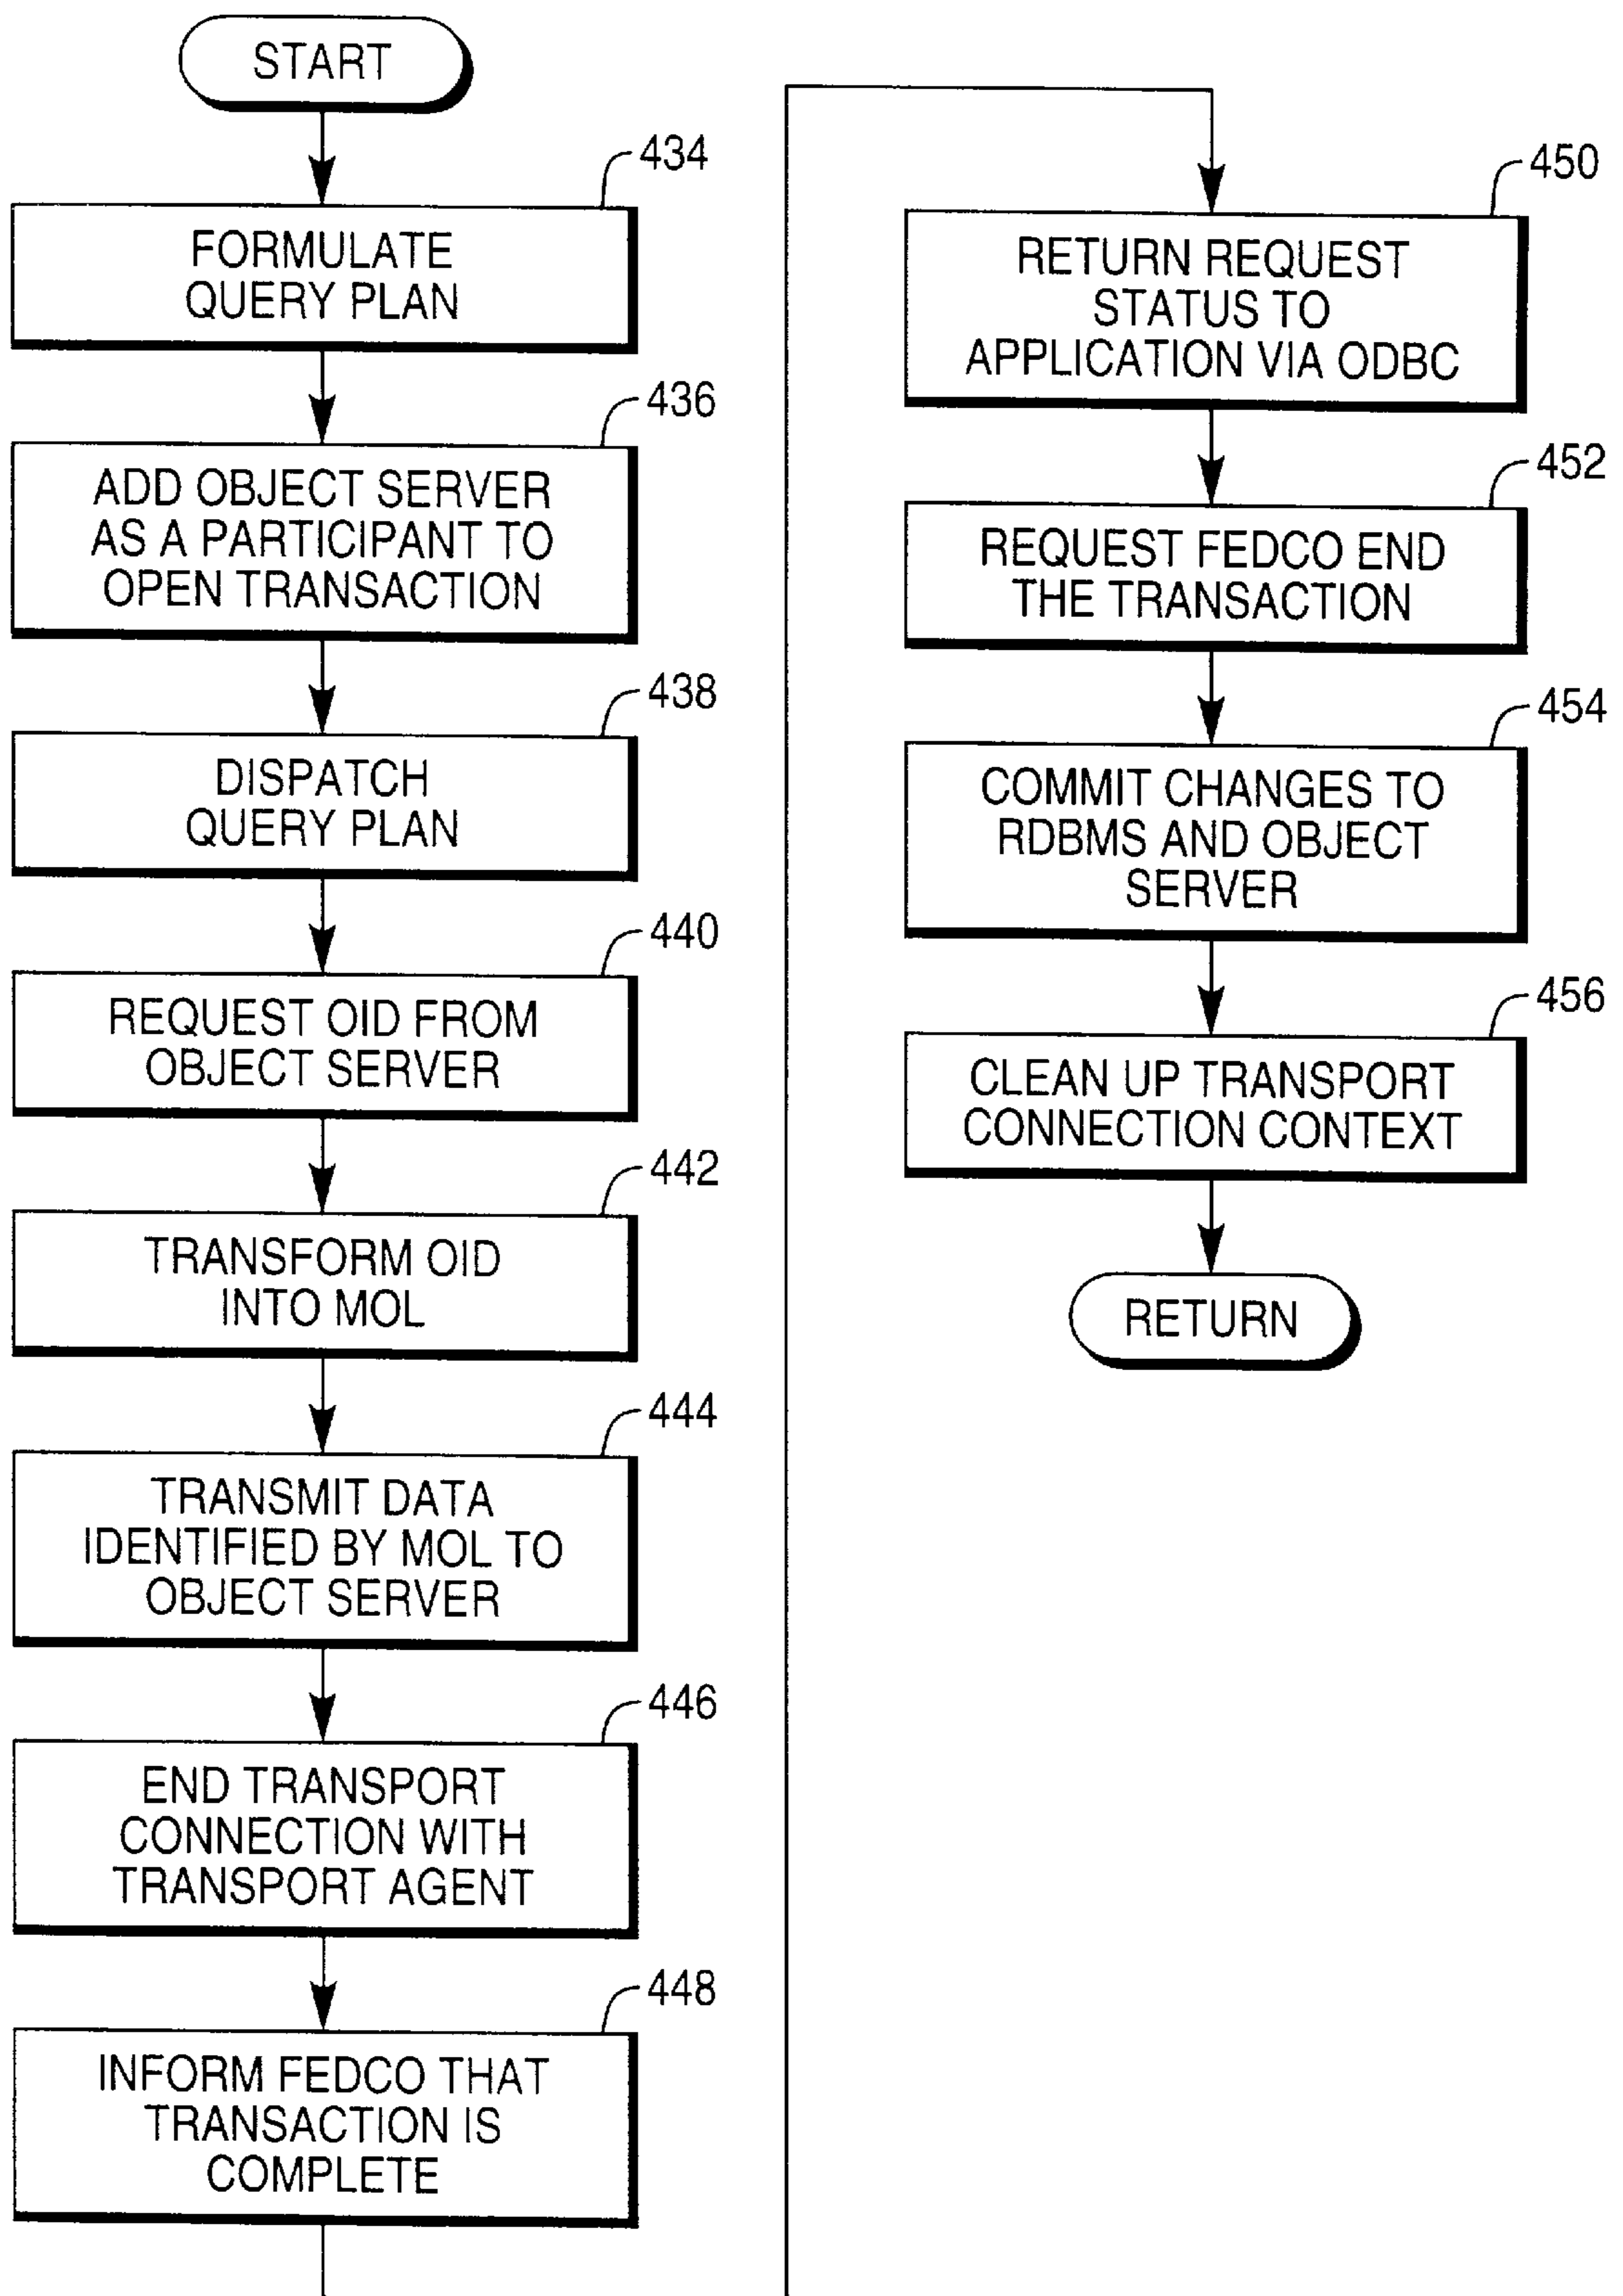 START
434
FORMULATE
QUERY PLAN
436
ADD OBJECT SERVER
AS A PARTICIPANT TO
OPEN TRANSACTION
438
DISPATCH
QUERY PLAN
440
REQUEST OID FROM
OBJECT SERVER
442
TRANSFORM OID
INTO MOL
444
TRANSMIT DATA
IDENTIFIED BY MOL TO
OBJECT SERVER
446
END TRANSPORT
CONNECTION WITH
TRANSPORT AGENT
448
INFORM FEDCO THAT
TRANSACTION IS
COMPLETE
450
RETURN REQUEST
STATUS TO
APPLICATION VIA ODBC
452
REQUEST FEDCO END
THE TRANSACTION
454
COMMIT CHANGES TO
RDBMS AND OBJECT
SERVER
456
CLEAN UP TRANSPORT
CONNECTION CONTEXT
RETURN